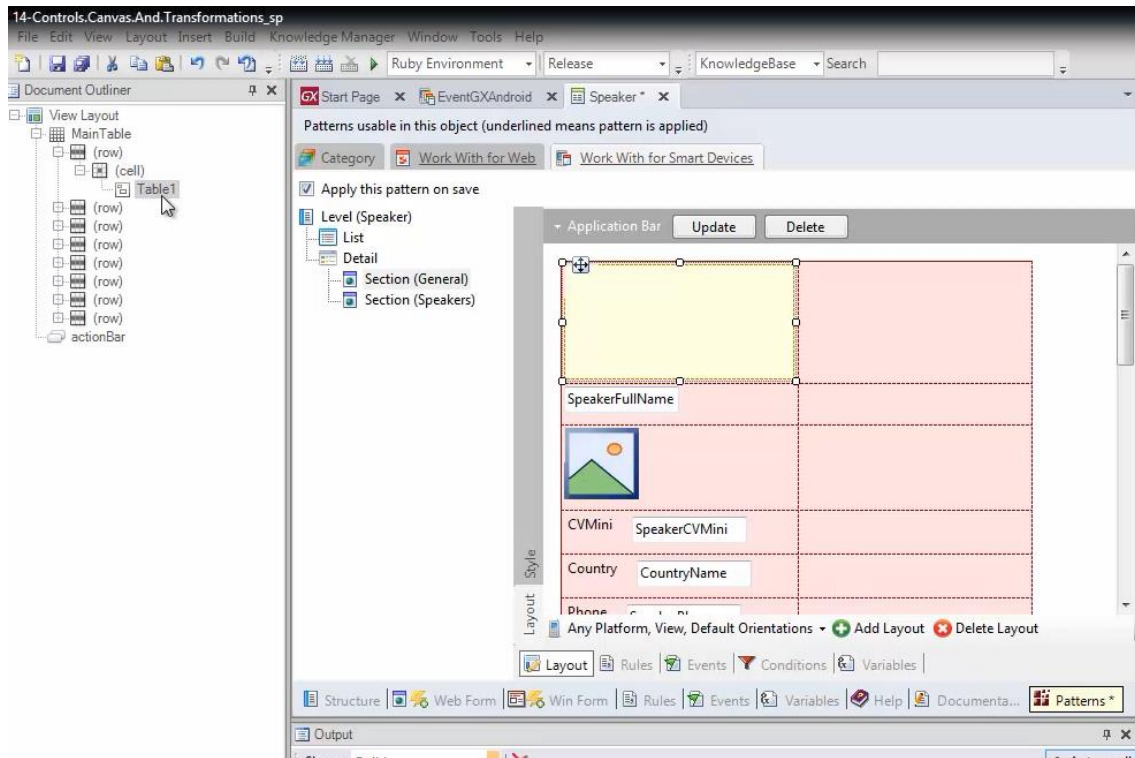 14-Controls.Canvas.And.Transformations_sp
File Edit View Layout Insert Build Knowledge Manager Window Tools Help
Ruby Environment Release KnowledgeBase Search
Document Outliner
View Layout
MainTable
(row)
(cell)
Table1
(row)
(row)
(row)
(row)
(row)
(row)
(row)
actionBar
GX Start Page EventGXAndroid Speaker *
Patterns usable in this object (underlined means pattern is applied)
Category Work With for Web Work With for Smart Devices
Apply this pattern on save
Level (Speaker)
List
Detail
Section (General)
Section (Speakers)
Application Bar Update Delete
SpeakerFullName
CVMini SpeakerCVMini
Country CountryName
Phone
Style
Layout
Any Platform, View, Default Orientations Add Layout Delete Layout
Layout Rules Events Conditions Variables
Structure Web Form Win Form Rules Events Variables Help Documenta... Patterns *
Output